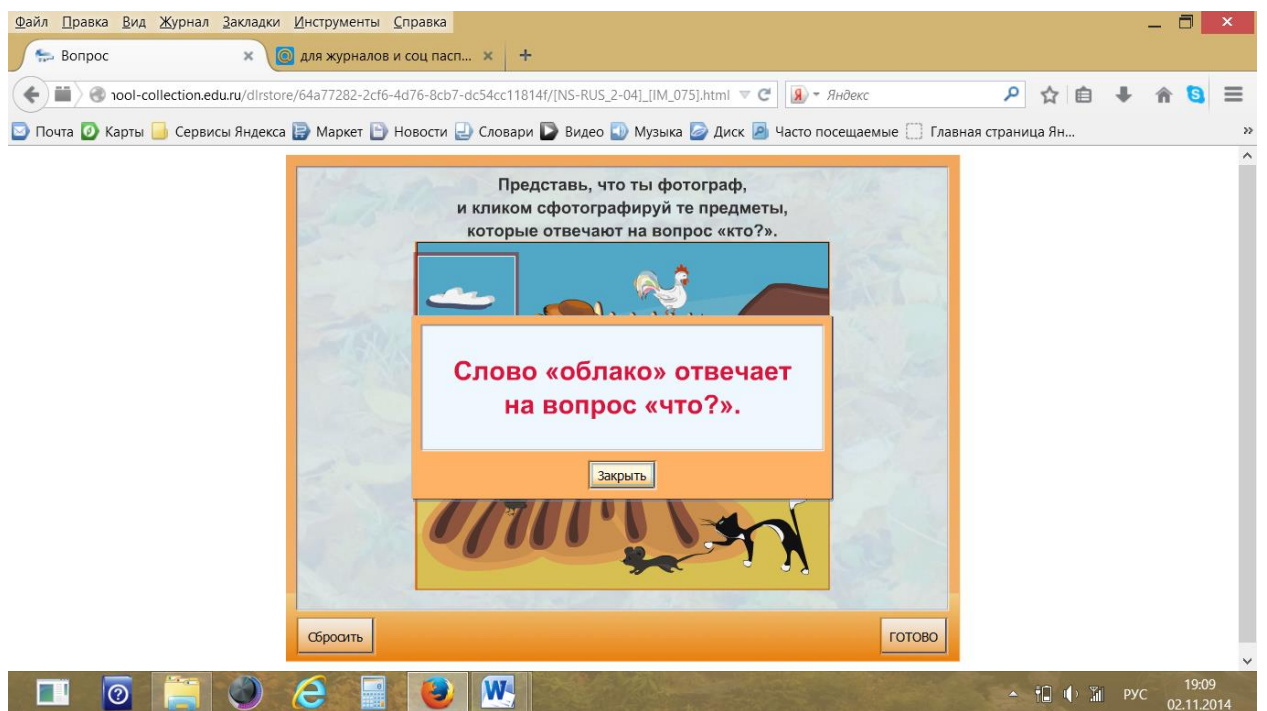 Файл Правка Вид Журнал Закладки Инструменты Справка
Вопрос
для журналов и соц пасп...
hool-collection.edu.ru/dlrstore/64a77282-2cf6-4d76-8cb7-dc54cc11814f/[NS-RUS_2-04]_[IM_075].html
Яндекс
Почта Карты Сервисы Яндекса Маркет Новости Словари Видео Музыка Диск Часто посещаемые Главная страница Ян...
Представь, что ты фотограф,
и кликом сфотографируй те предметы,
которые отвечают на вопрос «кто?».
Слово «облако» отвечает
на вопрос «что?».
Закрыть
Сбросить
ГОТОВО
РУС
19:09
02.11.2014